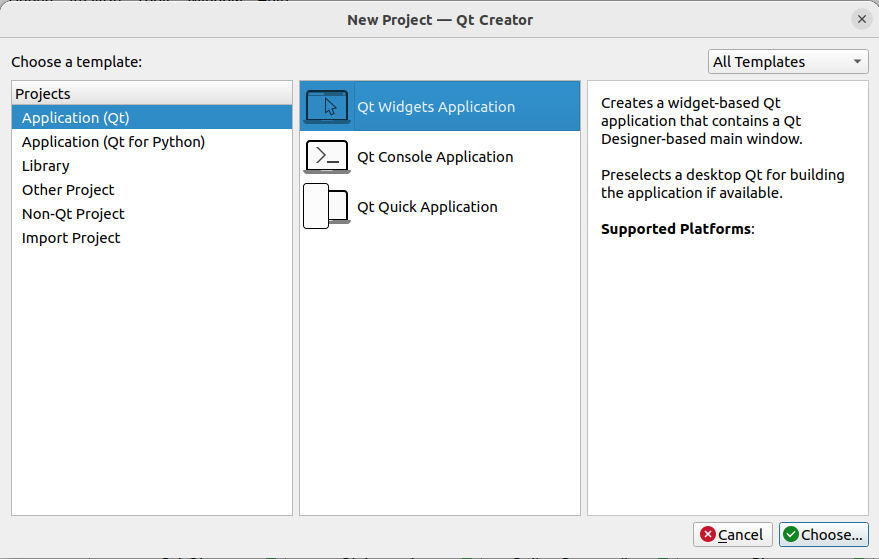 New Project — Qt Creator
Choose a template:
All Templates
Projects
Application (Qt)
Application (Qt for Python)
Library
Other Project
Non-Qt Project
Import Project
Qt Widgets Application
Qt Console Application
Qt Quick Application
Creates a widget-based Qt
application that contains a Qt
Designer-based main window.
Preselects a desktop Qt for building
the application if available.
Supported Platforms:
Cancel
Choose...